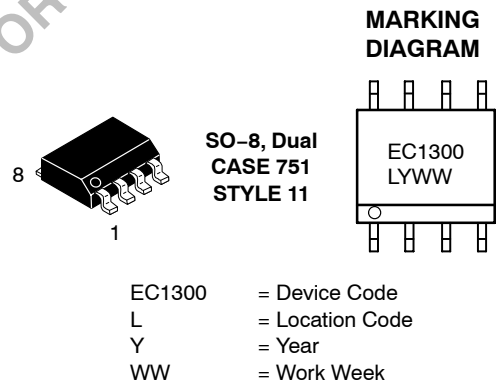 OR
MARKING
DIAGRAM
SO−8, Dual
CASE 751
STYLE 11
8
1
EC1300
LYWW
EC1300 = Device Code
L = Location Code
Y = Year
WW = Work Week